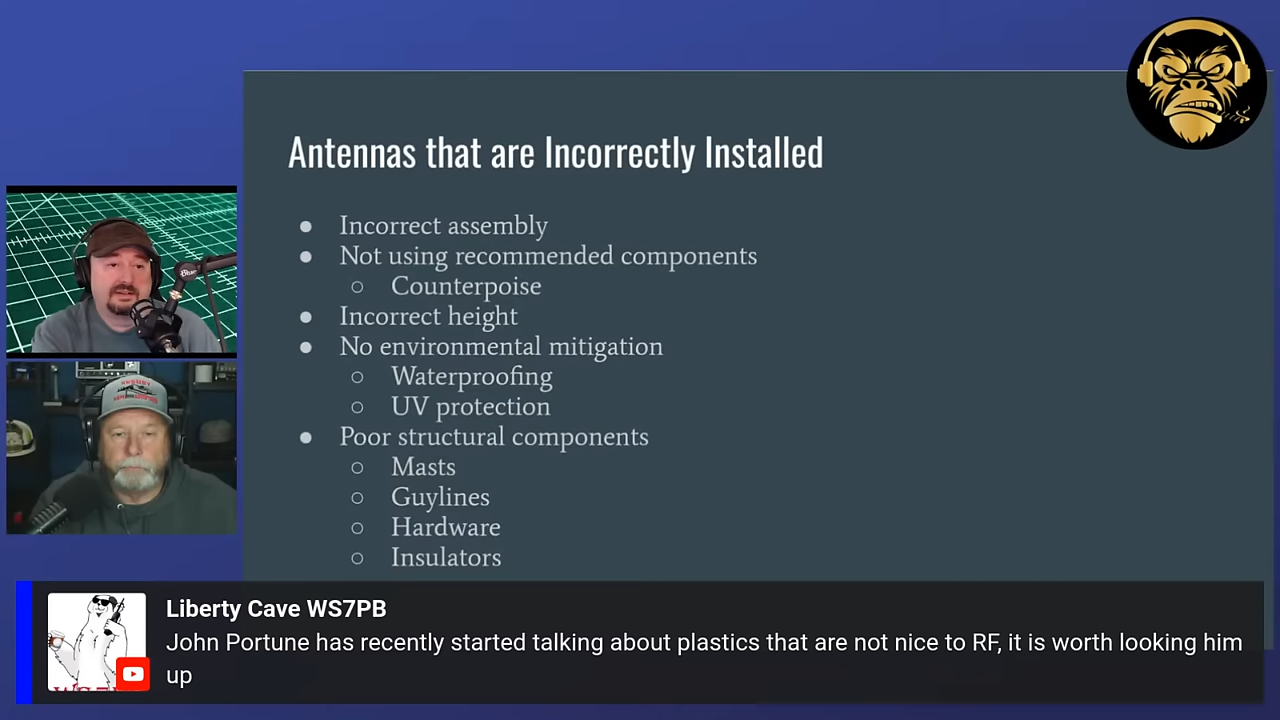 Antennas that are Incorrectly Installed
● Incorrect assembly
● Not using recommended components
○ Counterpoise
● Incorrect height
● No environmental mitigation
○ Waterproofing
○ UV protection
● Poor structural components
○ Masts
○ Guylines
○ Hardware
○ Insulators
Blue
Liberty Cave WS7PB
John Portune has recently started talking about plastics that are not nice to RF, it is worth looking him
up